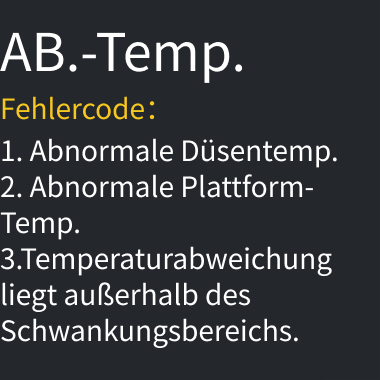 AB.-Temp.
Fehlercode：
1. Abnormale Düsentemp.
2. Abnormale Plattform-
Temp.
3.Temperaturabweichung
liegt außerhalb des
Schwankungsbereichs.